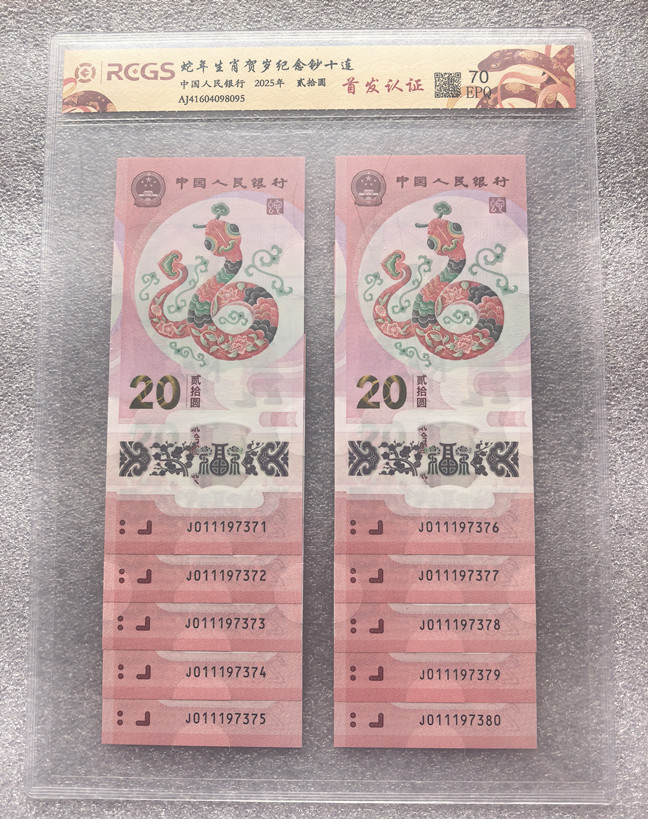 RCGS 蛇年生肖贺岁纪念钞十连
中国人民银行 2025年 贰拾圆 首发认证 70
AJ41604098095 EPQ
中国人民银行
20 贰拾圆
J011197371
J011197372
J011197373
J011197374
J011197375
中国人民银行
20 贰拾圆
J011197376
J011197377
J011197378
J011197379
J011197380